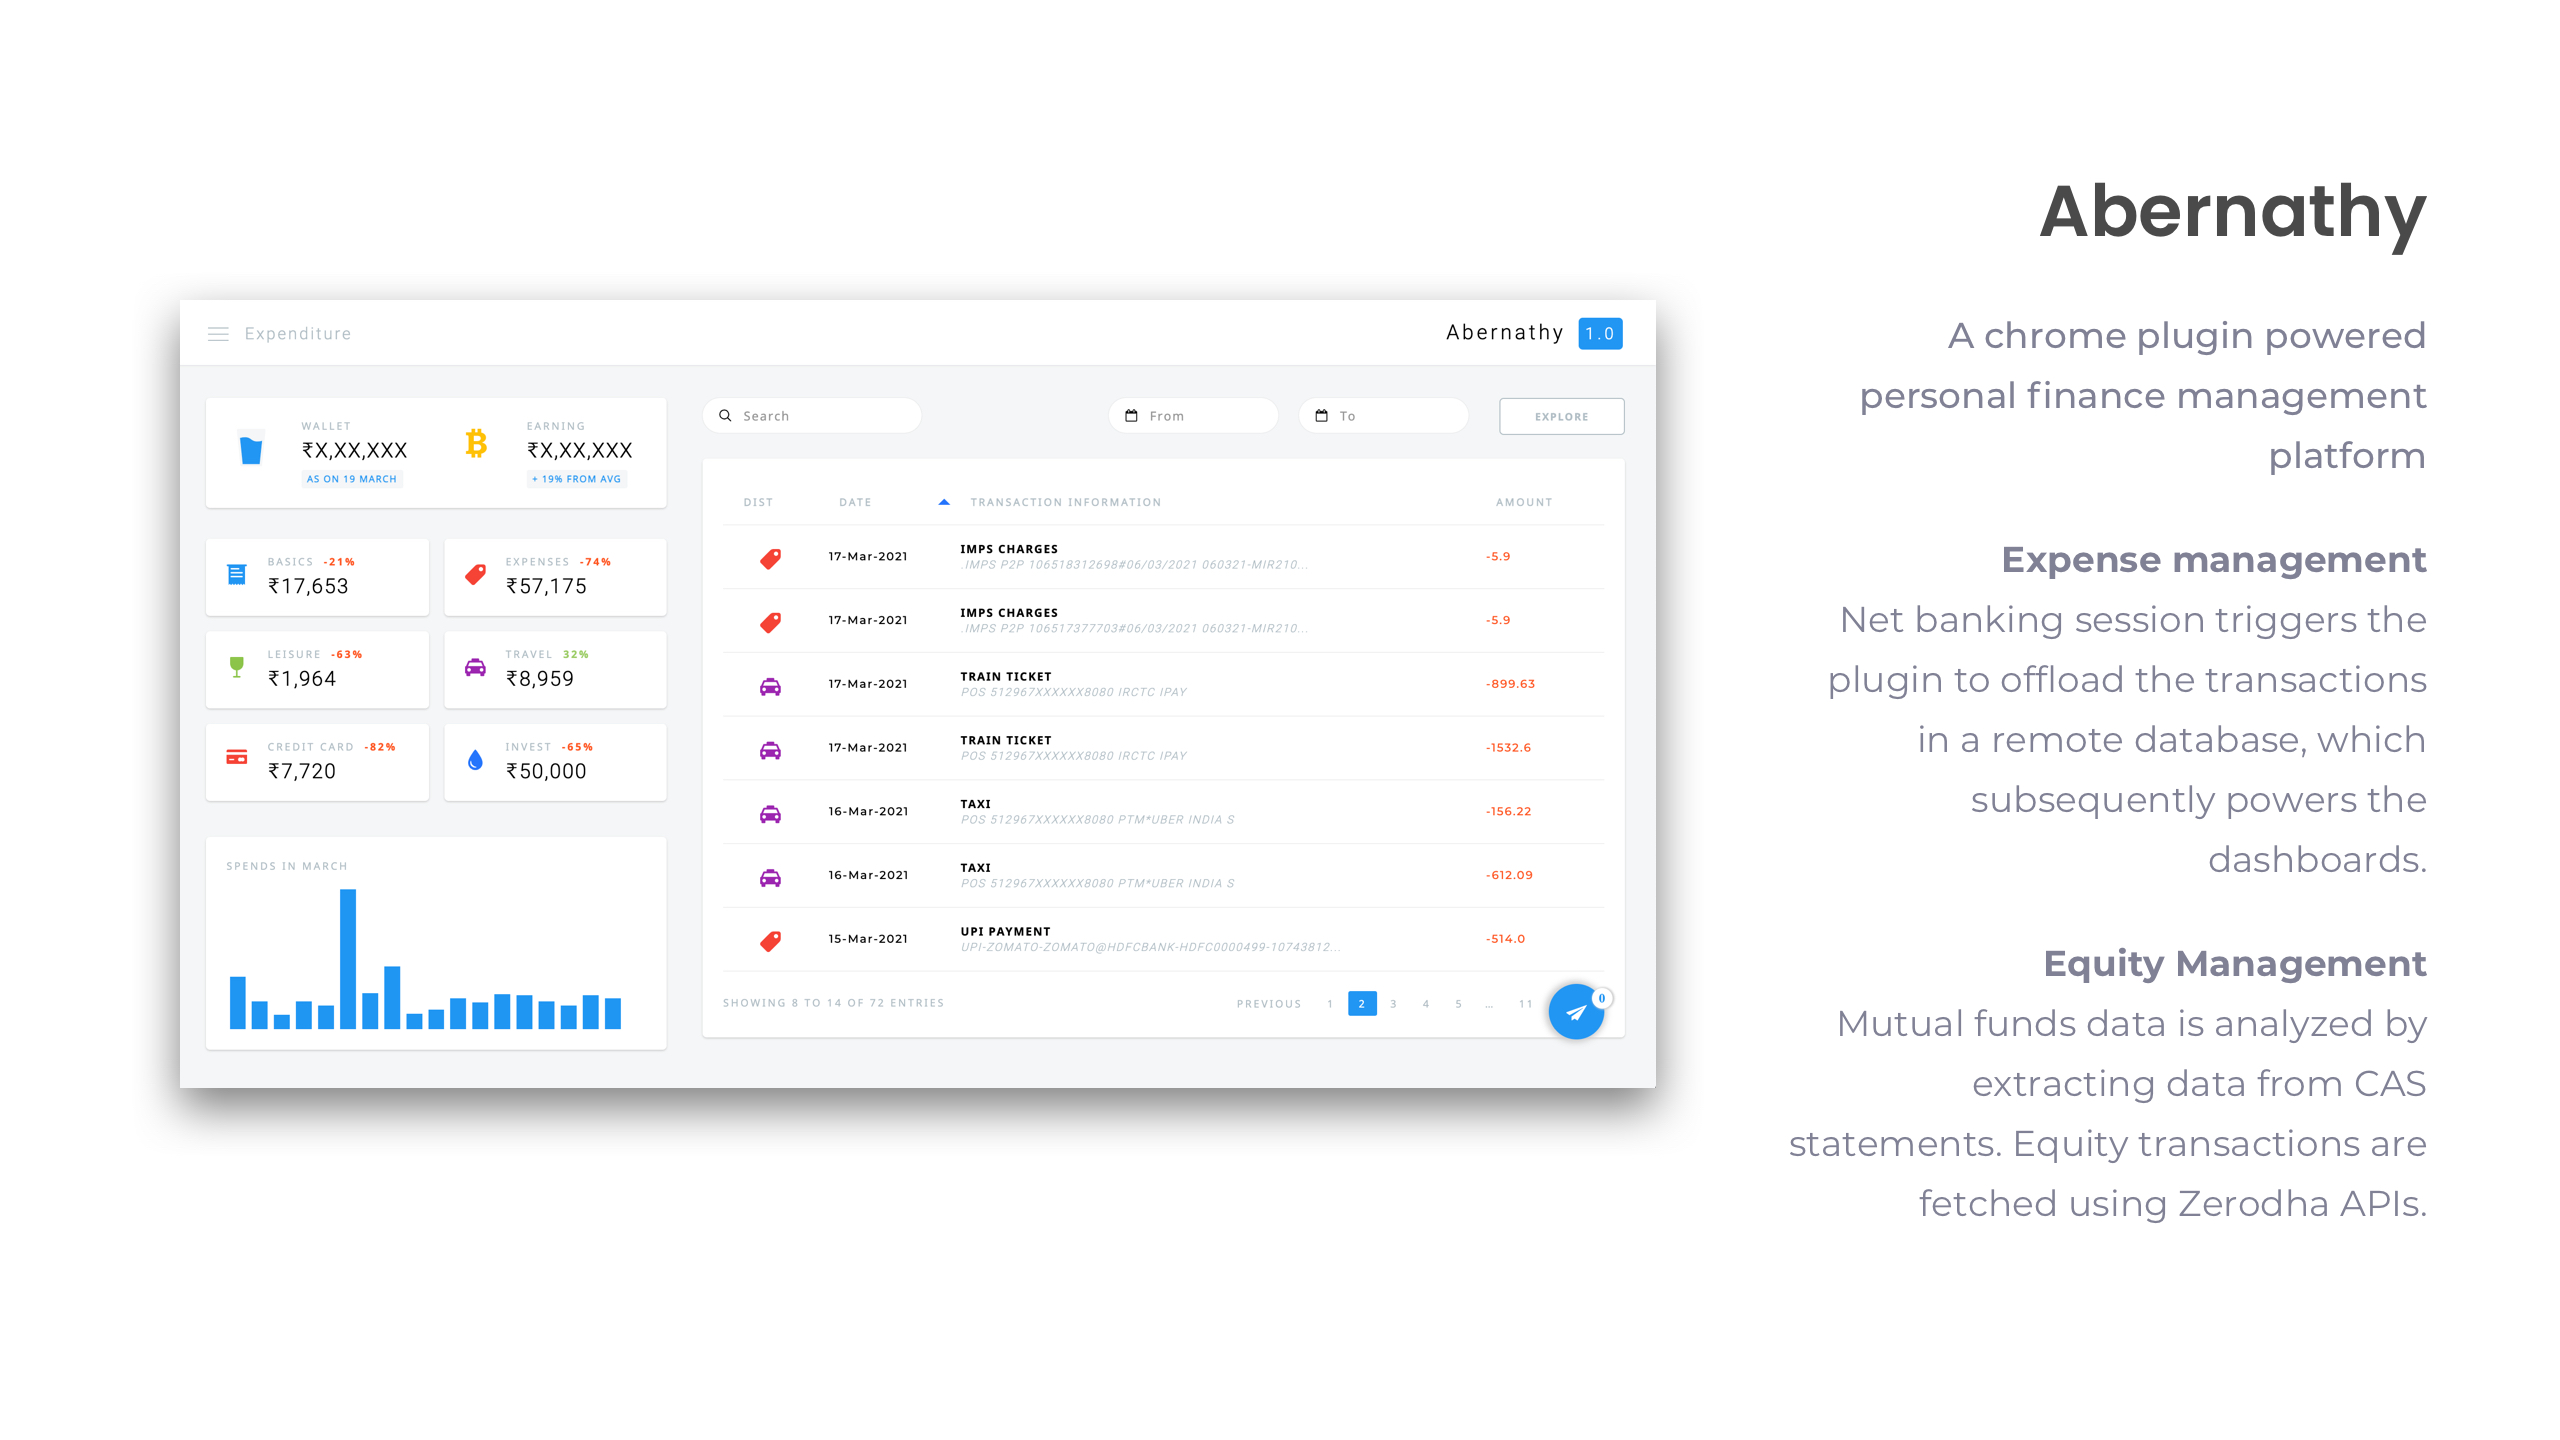 Expenditure
Abernathy 1.0
WALLET
₹X,XX,XXX
AS ON 19 MARCH
EARNING
₹X,XX,XXX
+ 19% FROM AVG
BASICS -21%
₹17,653
EXPENSES -74%
₹57,175
LEISURE -63%
₹1,964
TRAVEL 32%
₹8,959
CREDIT CARD -82%
₹7,720
INVEST -65%
₹50,000
SPENDS IN MARCH
Search
From
To
EXPLORE
DIST DATE TRANSACTION INFORMATION AMOUNT
17-Mar-2021 IMPS CHARGES -5.9
.IMPS P2P 106518312698#06/03/2021 060321-MIR210...
17-Mar-2021 IMPS CHARGES -5.9
.IMPS P2P 106517377703#06/03/2021 060321-MIR210...
17-Mar-2021 TRAIN TICKET -899.63
POS 512967XXXXXX8080 IRCTC IPAY
17-Mar-2021 TRAIN TICKET -1532.6
POS 512967XXXXXX8080 IRCTC IPAY
16-Mar-2021 TAXI -156.22
POS 512967XXXXXX8080 PTM*UBER INDIA S
16-Mar-2021 TAXI -612.09
POS 512967XXXXXX8080 PTM*UBER INDIA S
15-Mar-2021 UPI PAYMENT -514.0
UPI-ZOMATO-ZOMATO@HDFCBANK-HDFC0000499-10743812...
SHOWING 8 TO 14 OF 72 ENTRIES
PREVIOUS 1 2 3 4 5 ... 11
0
Abernathy
A chrome plugin powered
personal finance management
platform
Expense management
Net banking session triggers the
plugin to offload the transactions
in a remote database, which
subsequently powers the
dashboards.
Equity Management
Mutual funds data is analyzed by
extracting data from CAS
statements. Equity transactions are
fetched using Zerodha APIs.